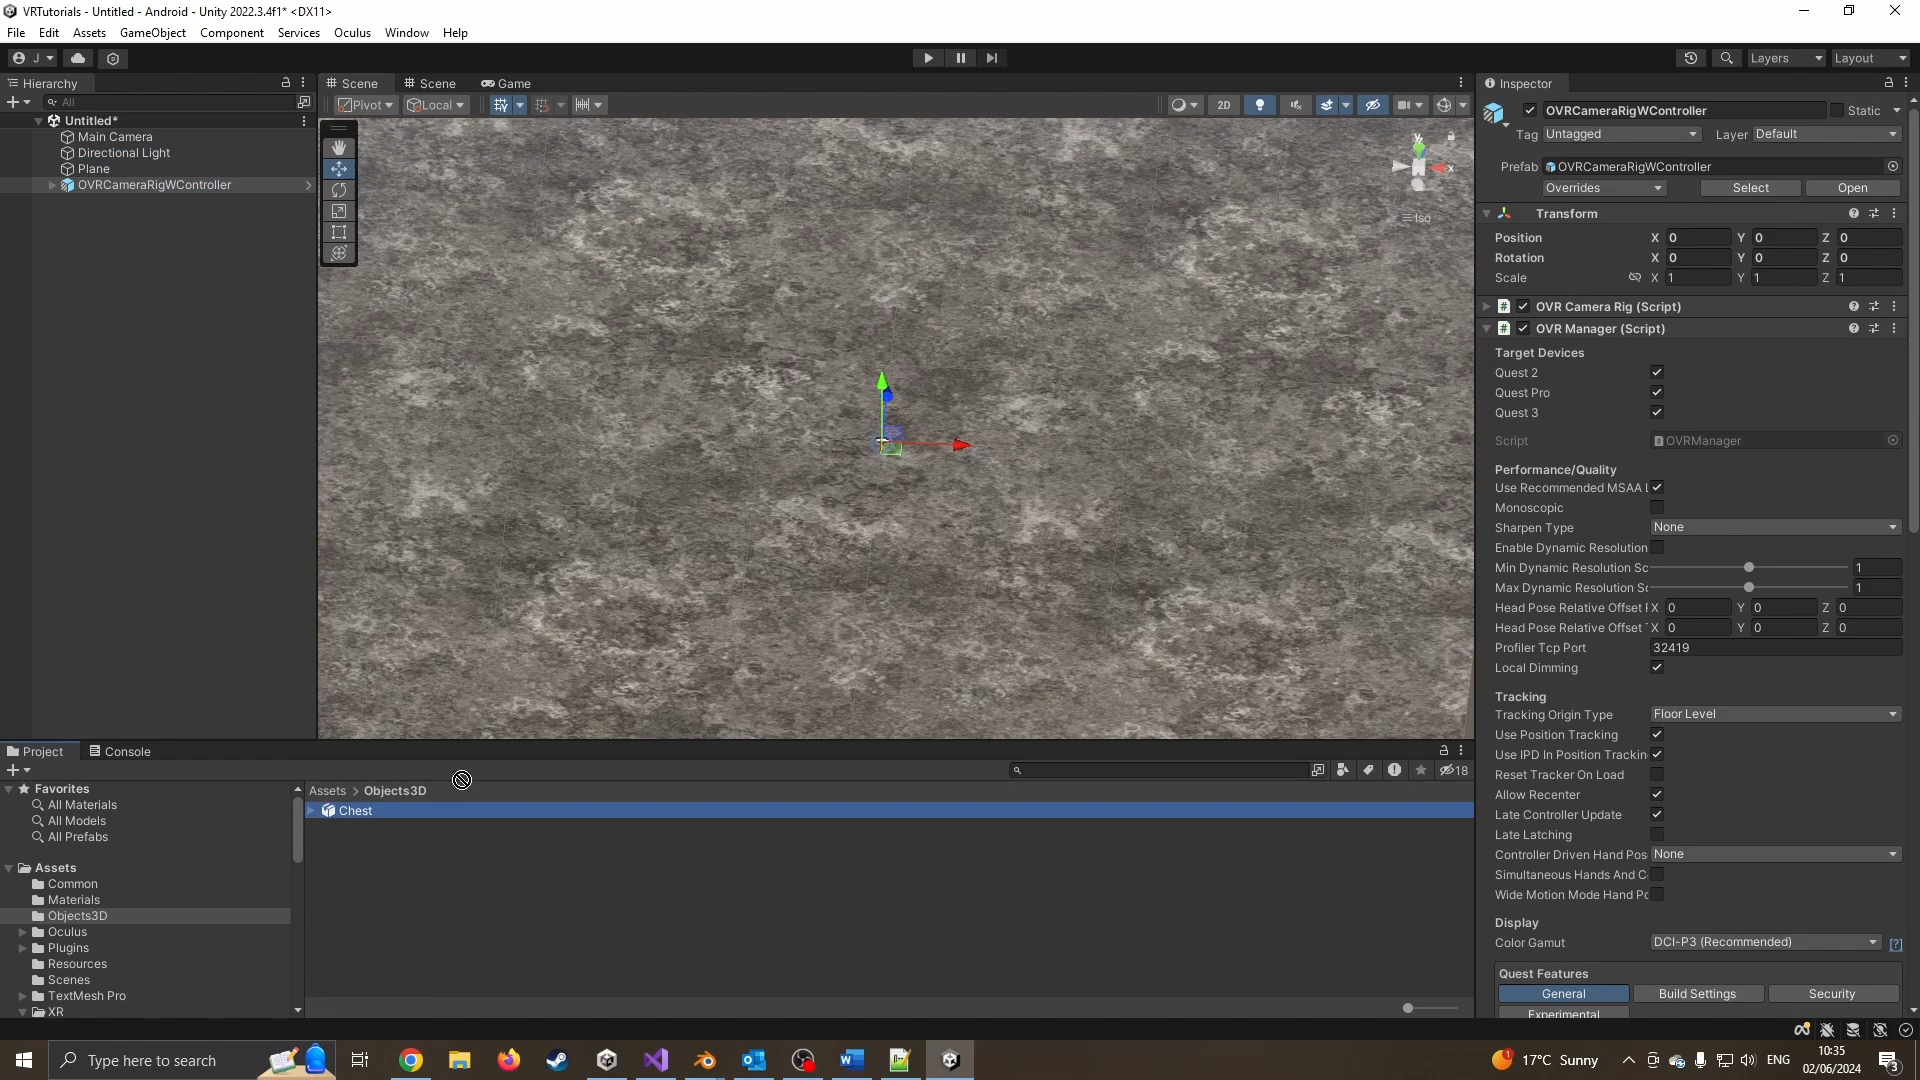 VRTutorials - Untitled - Android - Unity 2022.3.4f1* <DX11>
File Edit Assets GameObject Component Services Oculus Window Help
J Layers Layout
Hierarchy
All
Untitled*
Main Camera
Directional Light
Plane
OVRCameraRigWController
Scene Scene Game
Pivot Local 2D
y
x
Iso
Inspector
OVRCameraRigWController Static
Tag Untagged Layer Default
Prefab OVRCameraRigWController
Overrides Select Open
Transform
Position X 0 Y 0 Z 0
Rotation X 0 Y 0 Z 0
Scale X 1 Y 1 Z 1
# OVR Camera Rig (Script)
# OVR Manager (Script)
Target Devices
Quest 2
Quest Pro
Quest 3
Script OVRManager
Performance/Quality
Use Recommended MSAA
Monoscopic
Sharpen Type None
Enable Dynamic Resolution
Min Dynamic Resolution Sc 1
Max Dynamic Resolution Sc 1
Head Pose Relative Offset X 0 Y 0 Z 0
Head Pose Relative Offset X 0 Y 0 Z 0
Profiler Tcp Port 32419
Local Dimming
Tracking
Tracking Origin Type Floor Level
Use Position Tracking
Use IPD In Position Trackin
Reset Tracker On Load
Allow Recenter
Late Controller Update
Late Latching
Controller Driven Hand Pos None
Simultaneous Hands And C
Wide Motion Mode Hand Po
Display
Color Gamut DCI-P3 (Recommended) [?]
Quest Features
General Build Settings Security
Experimental
Project Console
18
Favorites
All Materials
All Models
All Prefabs
Assets
Common
Materials
Objects3D
Oculus
Plugins
Resources
Scenes
TextMesh Pro
XR
Assets > Objects3D
Chest
Type here to search
1 17°C Sunny ENG 10:35
02/06/2024 3